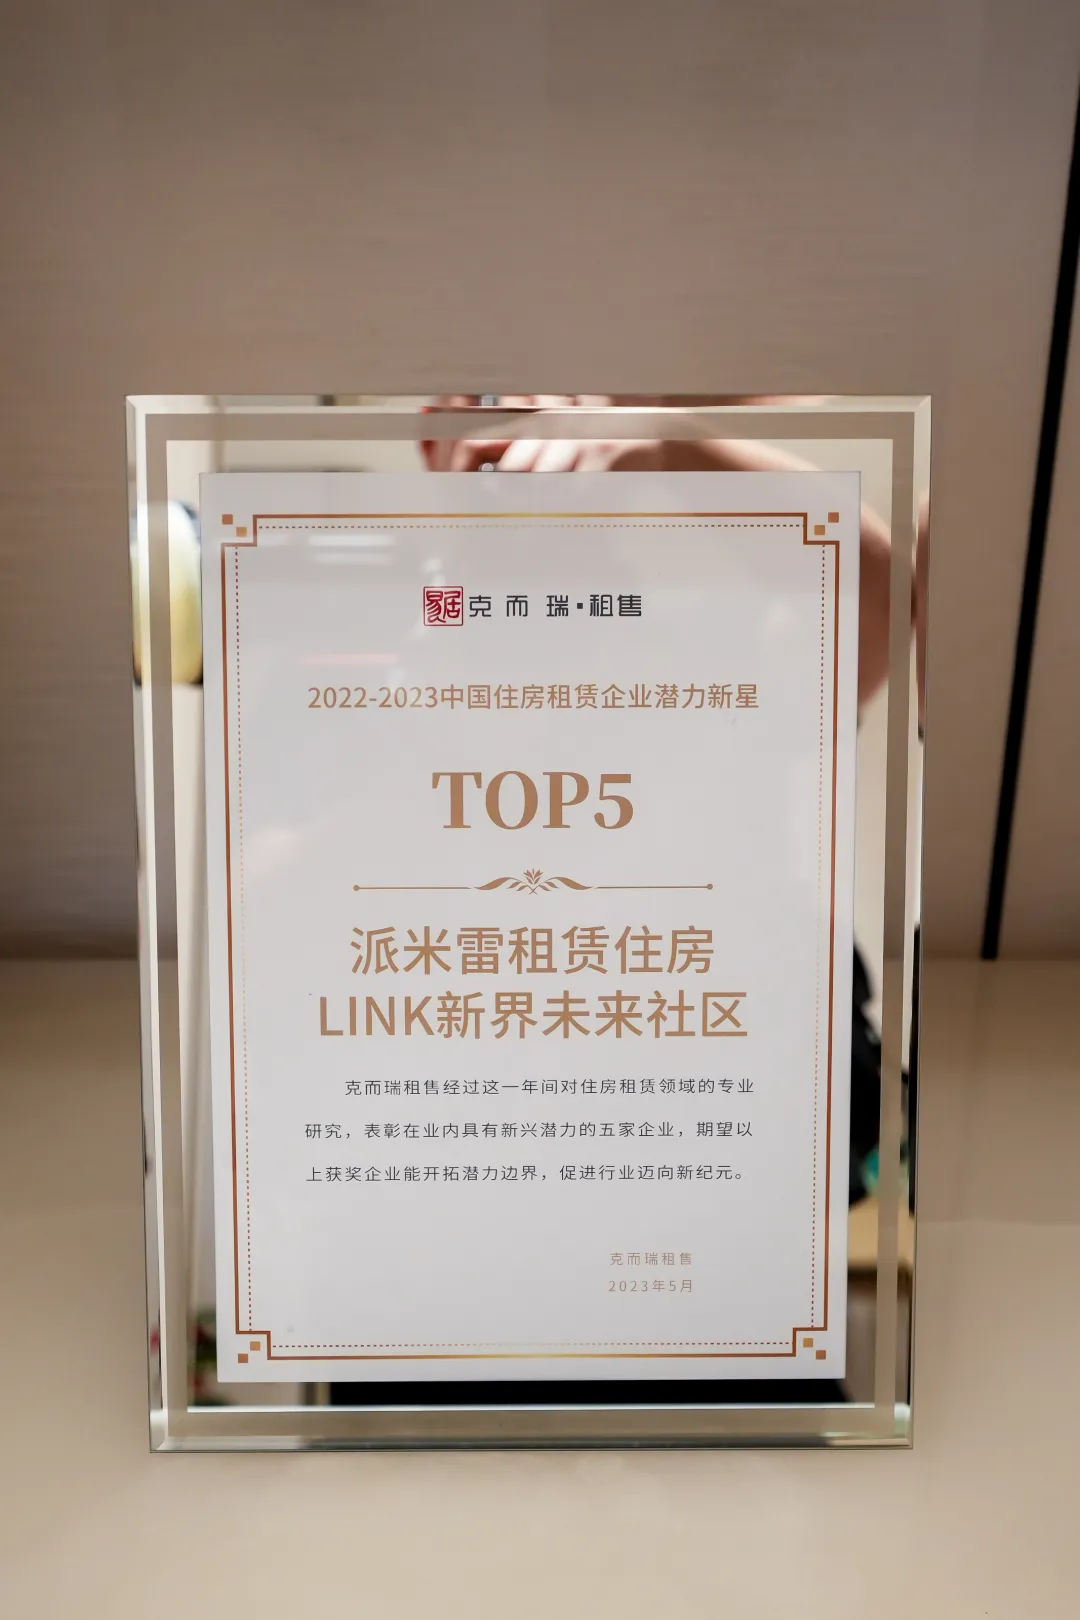 易居 克而瑞·租售
2022-2023中国住房租赁企业潜力新星
TOP5
派米雷租赁住房
LINK新界未来社区
克而瑞租售经过这一年间对住房租赁领域的专业
研究，表彰在业内具有新兴潜力的五家企业，期望以
上获奖企业能开拓潜力边界，促进行业迈向新纪元。
克而瑞租售
2023年5月